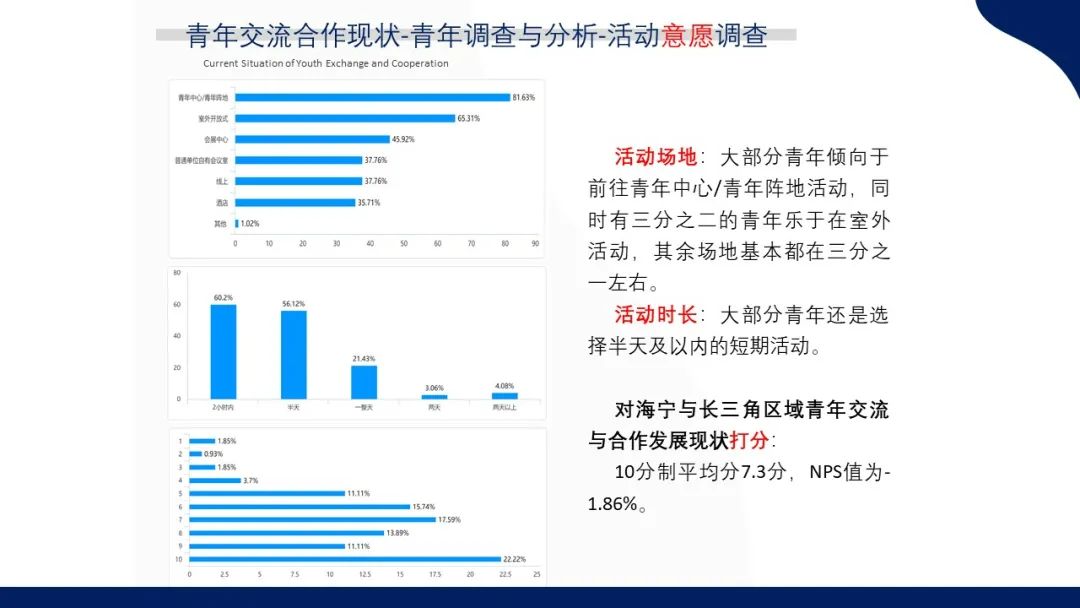 青年交流合作现状-青年调查与分析-活动意愿调查
Current Situation of Youth Exchange and Cooperation
青年中心/青年阵地 81.63%
室外开放式 65.31%
会展中心 45.92%
普通单位自有会议室 37.76%
线上 37.76%
酒店 35.71%
其他 1.02%
0 10 20 30 40 50 60 70 80 90
80
60
40
20
0
60.2% 56.12% 21.43% 3.06% 4.08%
2小时内 半天 一整天 两天 两天以上
1 1.85%
2 0.93%
3 1.85%
4 3.7%
5 11.11%
6 15.74%
7 17.59%
8 13.89%
9 11.11%
10 22.22%
0 2.5 5 7.5 10 12.5 15 17.5 20 22.5 25
活动场地：大部分青年倾向于
前往青年中心/青年阵地活动，同
时有三分之二的青年乐于在室外
活动，其余场地基本都在三分之
一左右。
活动时长：大部分青年还是选
择半天及以内的短期活动。
对海宁与长三角区域青年交流
与合作发展现状打分：
10分制平均分7.3分，NPS值为-
1.86%。